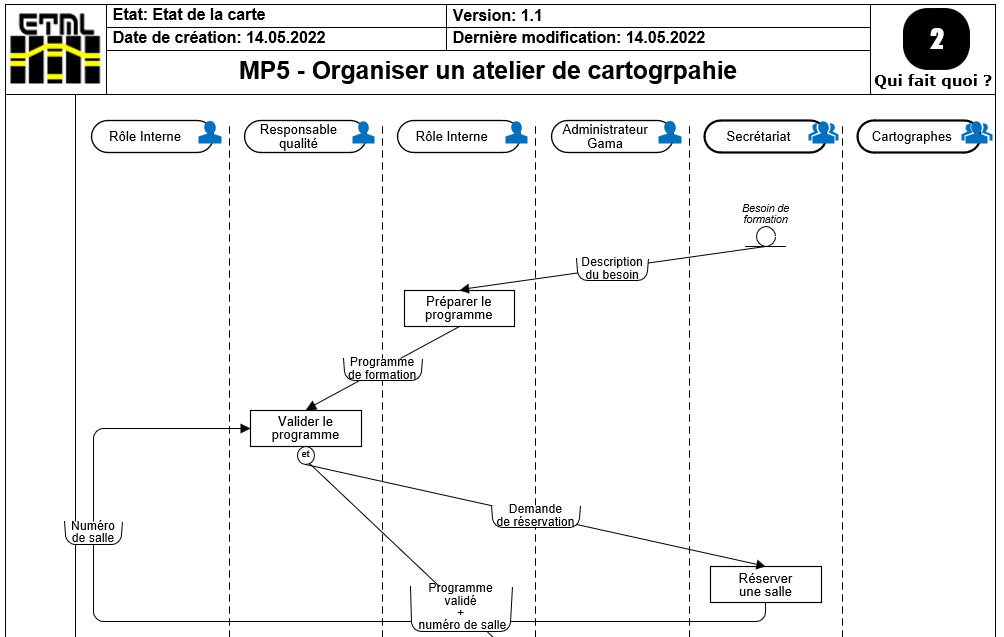 ETML
Etat: Etat de la carte
Version: 1.1
Date de création: 14.05.2022
Dernière modification: 14.05.2022
MP5 - Organiser un atelier de cartogrpahie
2
Qui fait quoi ?
Rôle Interne
Responsable
qualité
Rôle Interne
Administrateur
Gama
Secrétariat
Cartographes
Besoin de
formation
Description
du besoin
Préparer le
programme
Programme
de formation
Valider le
programme
et
Demande
de réservation
Numéro
de salle
Réserver
une salle
Programme
validé
+
numéro de salle